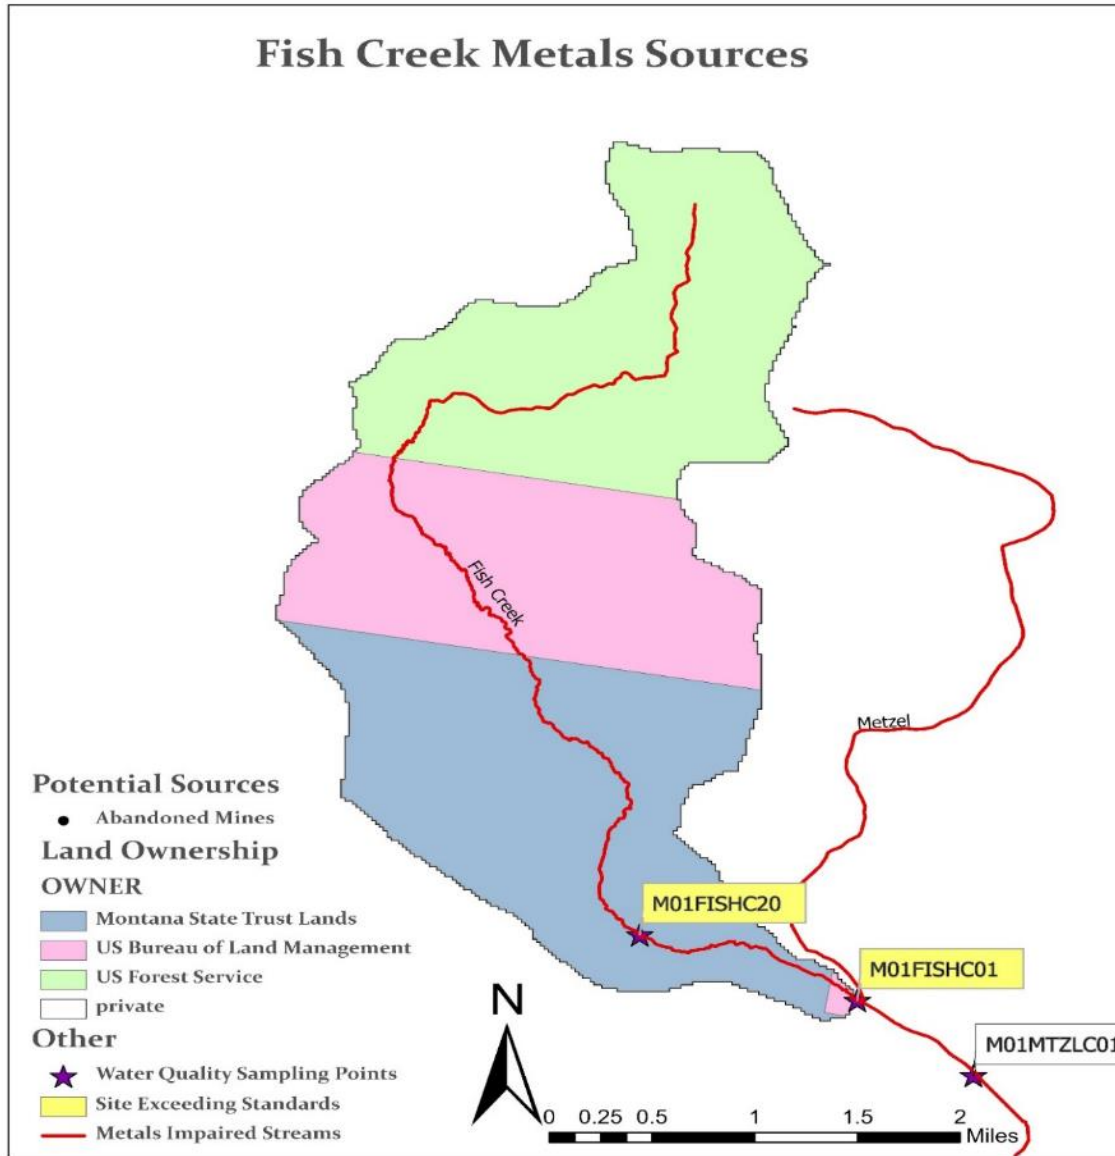 Fish Creek Metals Sources
Fish Creek
Metzel
M01FISHC20
M01FISHC01
M01MTZLC01
Potential Sources
Abandoned Mines
Land Ownership
OWNER
Montana State Trust Lands
US Bureau of Land Management
US Forest Service
private
Other
Water Quality Sampling Points
Site Exceeding Standards
Metals Impaired Streams
N
0 0.25 0.5 1 1.5 2
Miles